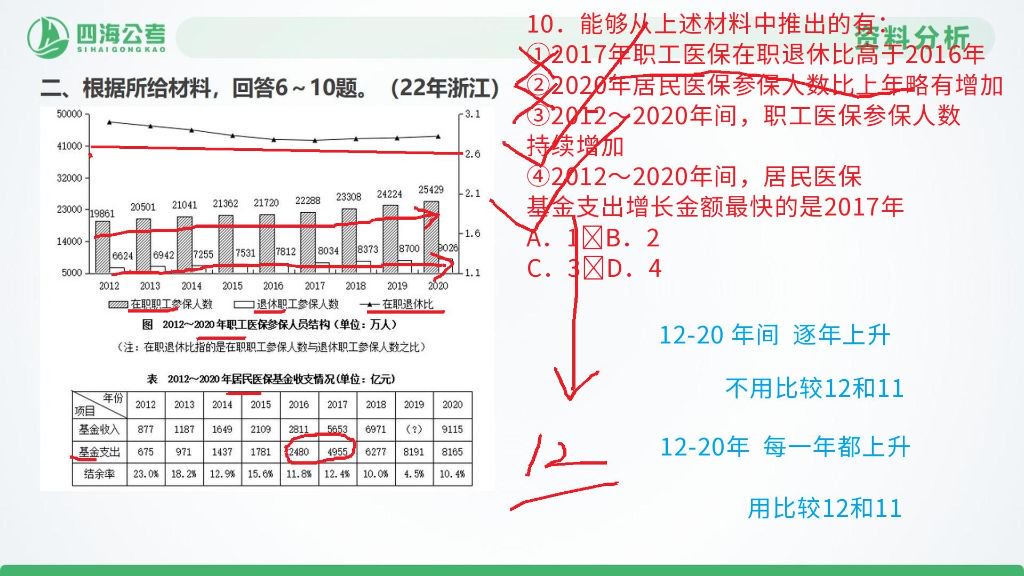 四海公考
SIHAIGONGKAO
资料分析
二、根据所给材料，回答6～10题。（22年浙江）
50000
41000
32000
23000
14000
5000
3.1
2.6
2.1
1.6
1.1
19861 20501 21041 21362 21720 22288 23308 24224 25429
6624 6942 7255 7531 7812 8034 8373 8700 9026
2012 2013 2014 2015 2016 2017 2018 2019 2020
在职职工参保人数 退休职工参保人数 在职退休比
图 2012～2020年职工医保参保人员结构（单位：万人）
（注：在职退休比指的是在职职工参保人数与退休职工参保人数之比）
表 2012～2020年居民医保基金收支情况(单位：亿元)
年份 项目 2012 2013 2014 2015 2016 2017 2018 2019 2020
基金收入 877 1187 1649 2109 2811 5653 6971 (?) 9115
基金支出 675 971 1437 1781 2480 4955 6277 8191 8165
结余率 23.0% 18.2% 12.9% 15.6% 11.8% 12.4% 10.0% 4.5% 10.4%
10．能够从上述材料中推出的有：
①2017年职工医保在职退休比高于2016年
②2020年居民医保参保人数比上年略有增加
③2012～2020年间，职工医保参保人数
持续增加
④2012～2020年间，居民医保
基金支出增长金额最快的是2017年
A．1 B．2
C．3 D．4
12-20 年间 逐年上升
不用比较12和11
12-20年 每一年都上升
用比较12和11
12